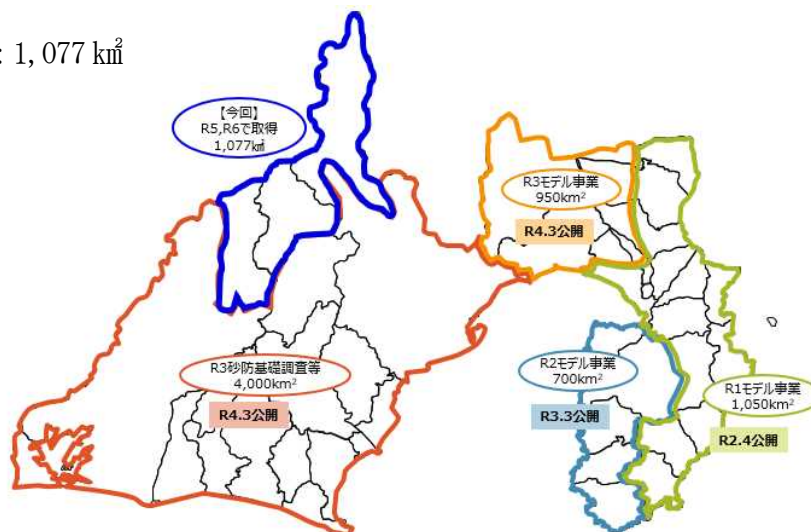 : 1,077 ㎢
【今回】
R5,R6で取得
1,077㎢
R3モデル事業
950km²
R4.3公開
R3砂防基礎調査等
4,000km²
R4.3公開
R2モデル事業
700km²
R3.3公開
R1モデル事業
1,050km²
R2.4公開